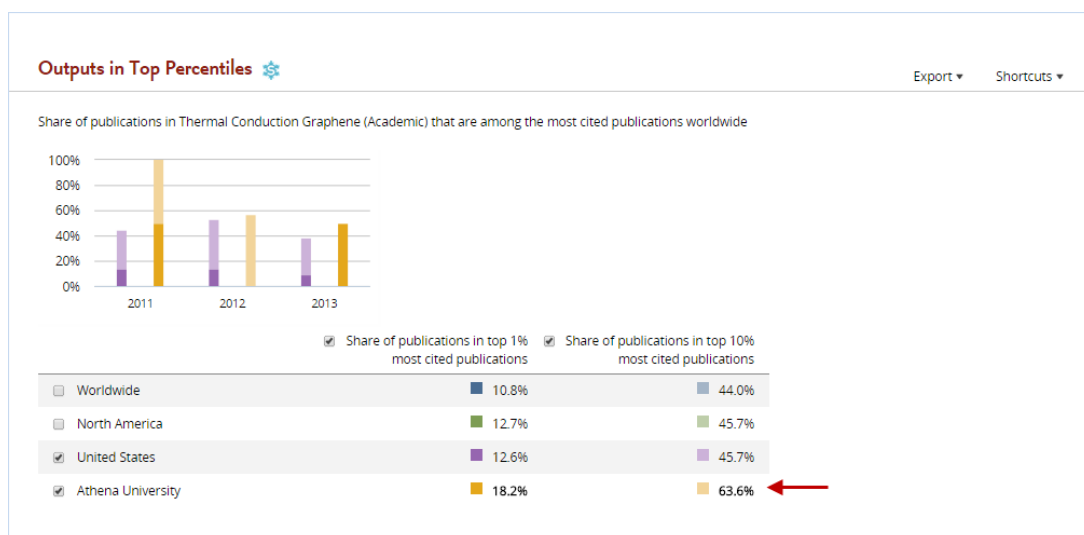 Outputs in Top Percentiles
Export ▾ Shortcuts ▾
Share of publications in Thermal Conduction Graphene (Academic) that are among the most cited publications worldwide
100%
80%
60%
40%
20%
0%
2011 2012 2013
Share of publications in top 1% Share of publications in top 10%
most cited publications most cited publications
Worldwide 10.8% 44.0%
North America 12.7% 45.7%
United States 12.6% 45.7%
Athena University 18.2% 63.6%